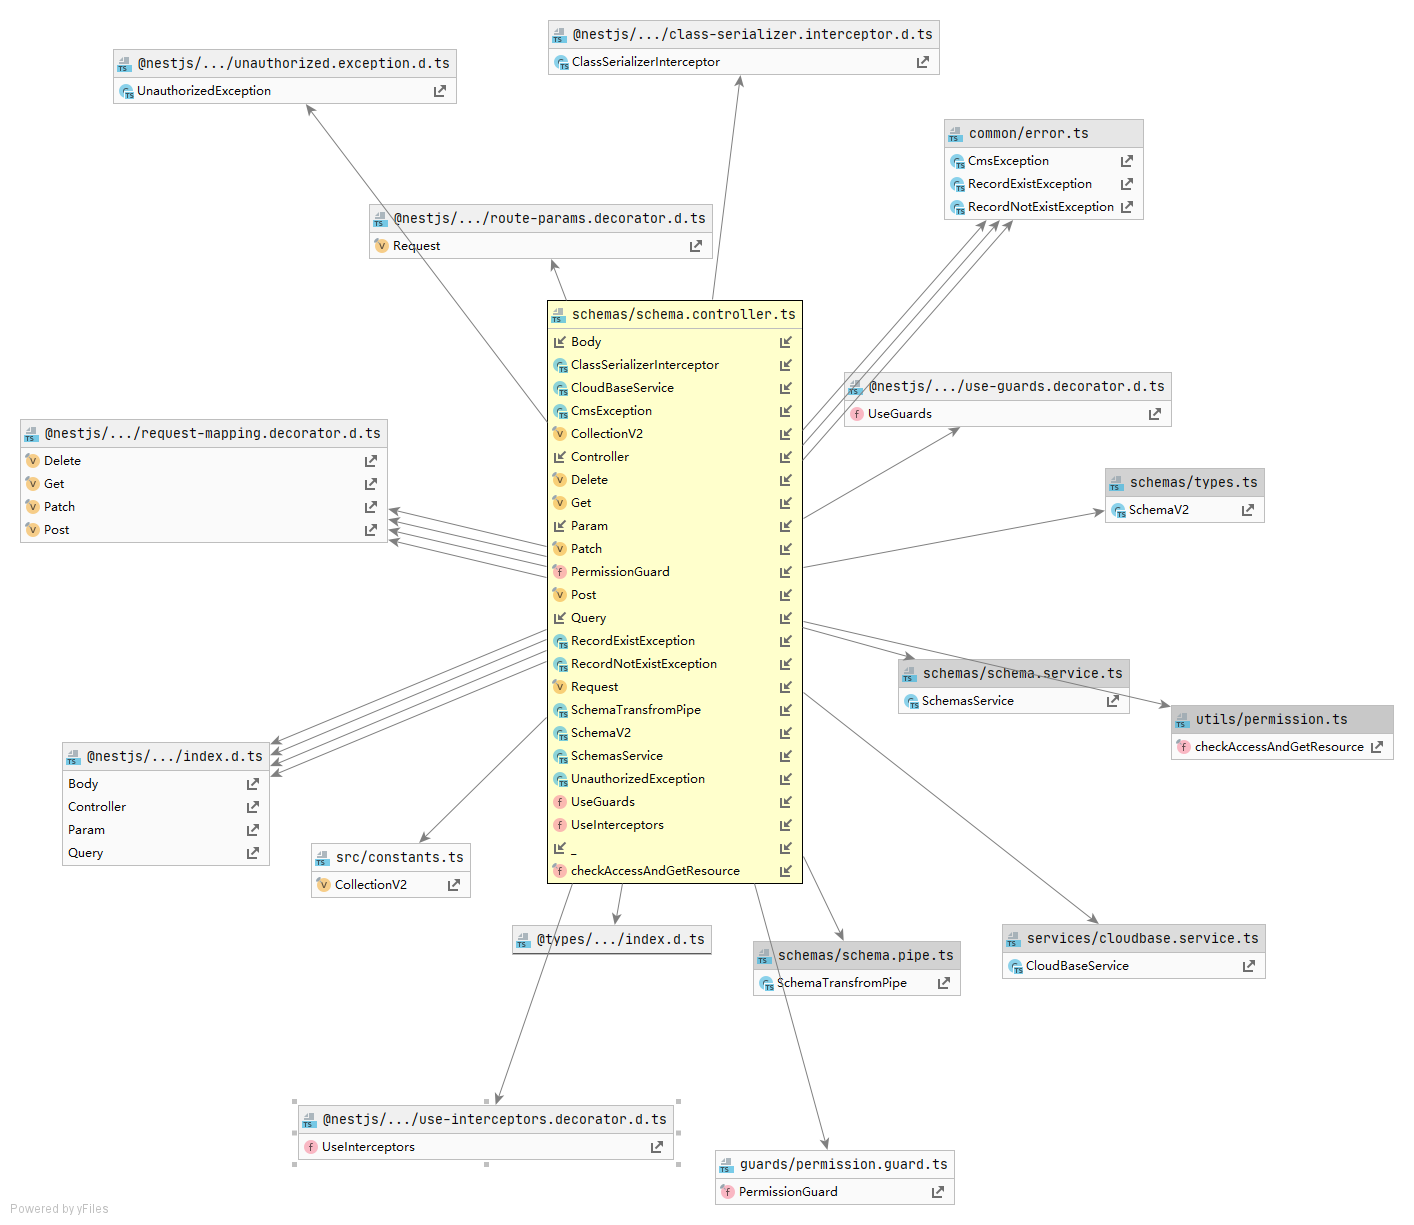 @nestjs/.../class-serializer.interceptor.d.ts
ClassSerializerInterceptor
@nestjs/.../unauthorized.exception.d.ts
UnauthorizedException
common/error.ts
CmsException
RecordExistException
RecordNotExistException
@nestjs/.../route-params.decorator.d.ts
Request
schemas/schema.controller.ts
Body
ClassSerializerInterceptor
CloudBaseService
CmsException
CollectionV2
Controller
Delete
Get
Param
Patch
PermissionGuard
Post
Query
RecordExistException
RecordNotExistException
Request
SchemaTransfromPipe
SchemaV2
SchemasService
UnauthorizedException
UseGuards
UseInterceptors
_
checkAccessAndGetResource
@nestjs/.../use-guards.decorator.d.ts
UseGuards
@nestjs/.../request-mapping.decorator.d.ts
Delete
Get
Patch
Post
schemas/types.ts
SchemaV2
schemas/schema.service.ts
SchemasService
utils/permission.ts
checkAccessAndGetResource
@nestjs/.../index.d.ts
Body
Controller
Param
Query
src/constants.ts
CollectionV2
@types/.../index.d.ts
schemas/schema.pipe.ts
SchemaTransfromPipe
services/cloudbase.service.ts
CloudBaseService
@nestjs/.../use-interceptors.decorator.d.ts
UseInterceptors
guards/permission.guard.ts
PermissionGuard
Powered by yFiles